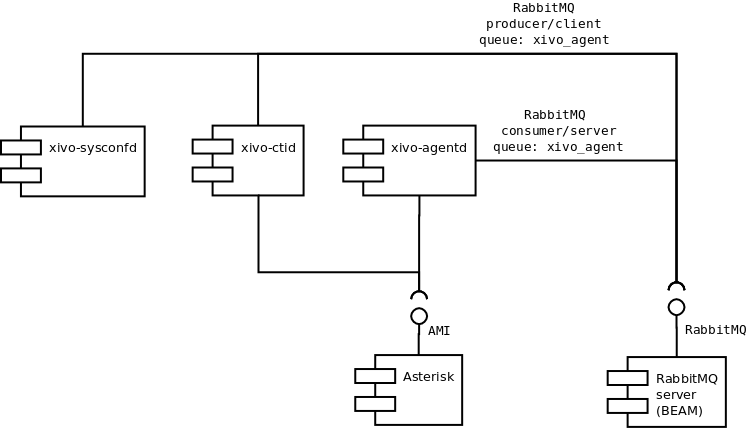 RabbitMQ
producer/client
queue: xivo_agent
RabbitMQ
consumer/server
queue: xivo_agent
xivo-sysconfd
xivo-ctid
xivo-agentd
AMI
RabbitMQ
Asterisk
RabbitMQ
server
(BEAM)